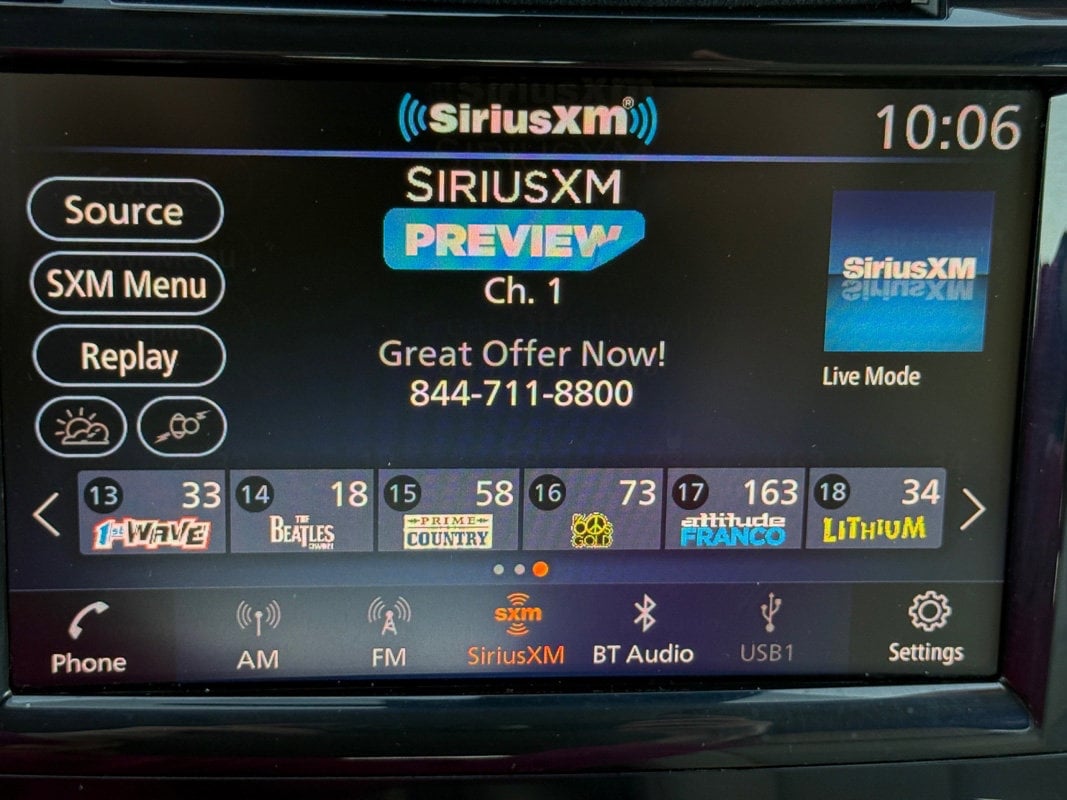 SiriusXM®
10:06
SIRIUSXM
PREVIEW
Ch. 1
Great Offer Now!
844-711-8800
Source
SXM Menu
Replay
SiriusXM
Live Mode
13 33
1st WAVE
14 18
THE BEATLES CHANNEL
15 58
PRIME COUNTRY
16 73
60s GOLD
17 163
attitude FRANCO
18 34
LiTHiUM
Phone
AM
FM
sxm
SiriusXM
BT Audio
USB1
Settings